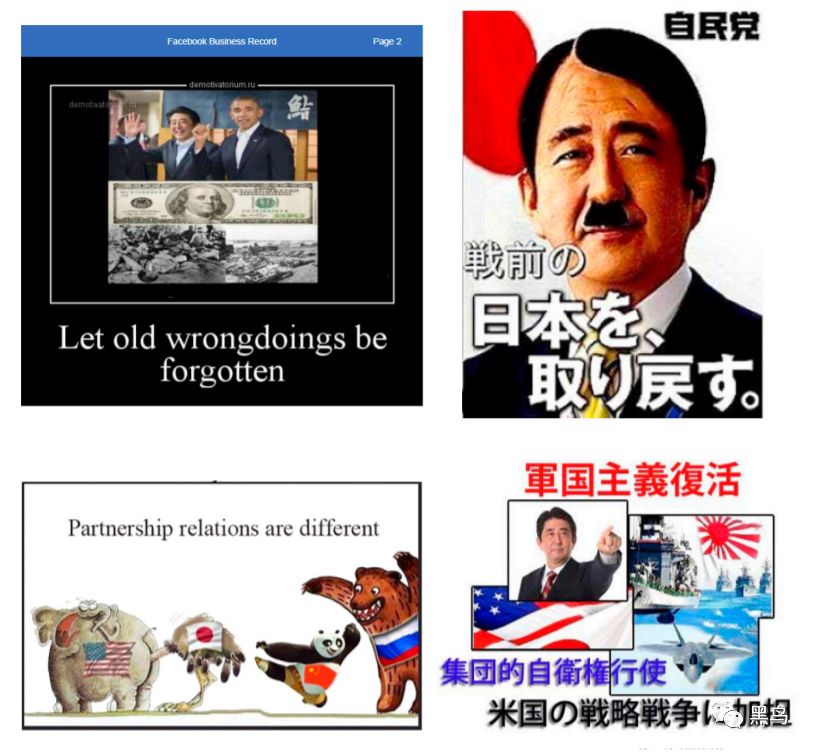 Facebook Business Record
Page 2
demotivatorium.ru
demotivatorium.ru
鮨
Let old wrongdoings be
forgotten
自民党
戦前の
日本を、
取り戻す。
Partnership relations are different
軍国主義復活
集団的自衛権行使
米国の戦略戦争に加担
黑鸟